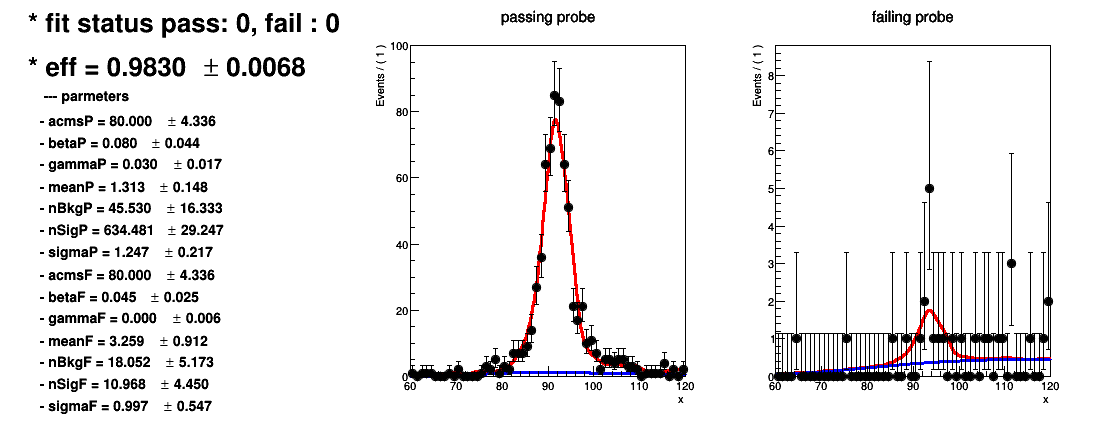 * fit status pass: 0, fail : 0
* eff = 0.9830 ± 0.0068
--- parmeters
- acmsP = 80.000 ± 4.336
- betaP = 0.080 ± 0.044
- gammaP = 0.030 ± 0.017
- meanP = 1.313 ± 0.148
- nBkgP = 45.530 ± 16.333
- nSigP = 634.481 ± 29.247
- sigmaP = 1.247 ± 0.217
- acmsF = 80.000 ± 4.336
- betaF = 0.045 ± 0.025
- gammaF = 0.000 ± 0.006
- meanF = 3.259 ± 0.912
- nBkgF = 18.052 ± 5.173
- nSigF = 10.968 ± 4.450
- sigmaF = 0.997 ± 0.547
passing probe
Events / ( 1 )
100
80
60
40
20
0
60 70 80 90 100 110 120
x
failing probe
Events / ( 1 )
8
7
6
5
4
3
2
1
0
60 70 80 90 100 110 120
x